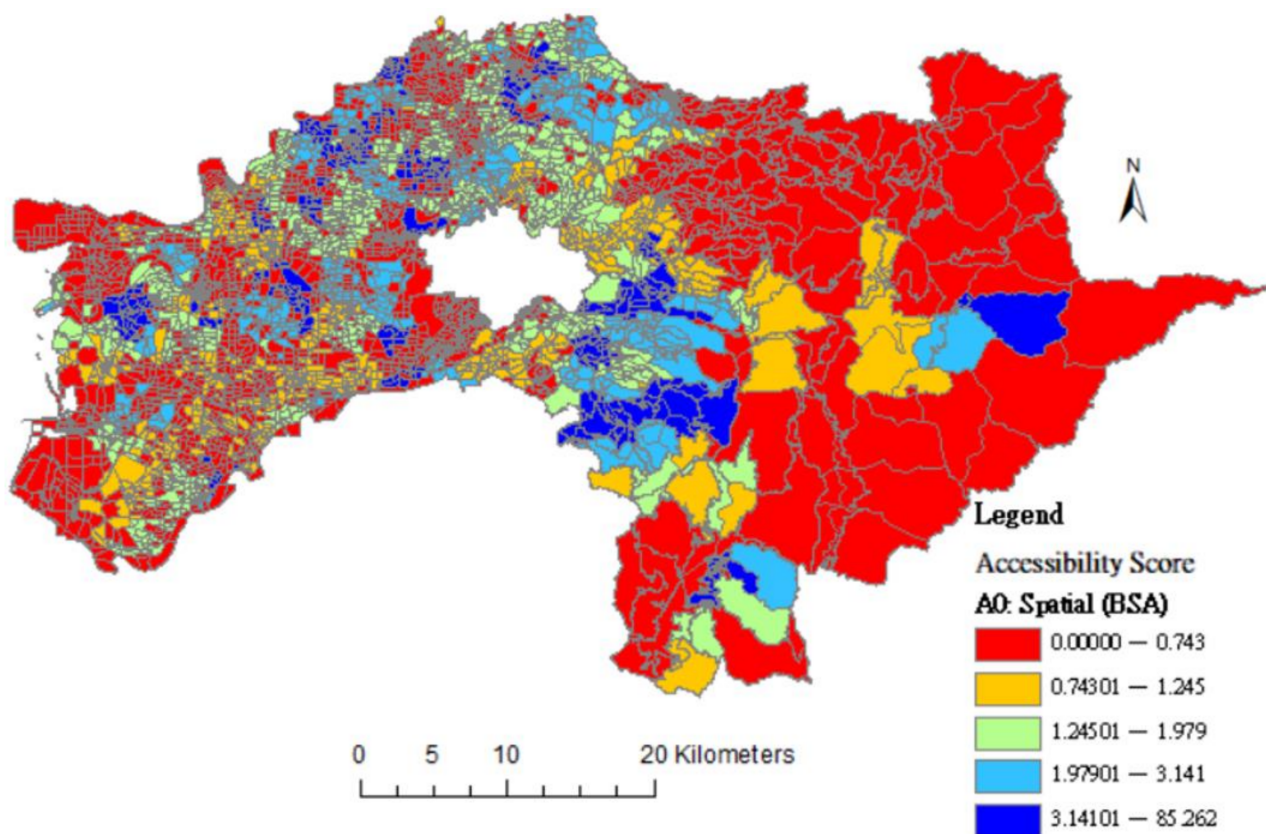 N
Legend
Accessibility Score
A0: Spatial (BSA)
0.00000 — 0.743
0.74301 — 1.245
1.24501 — 1.979
1.97901 — 3.141
3.14101 — 85.262
0 5 10 20 Kilometers